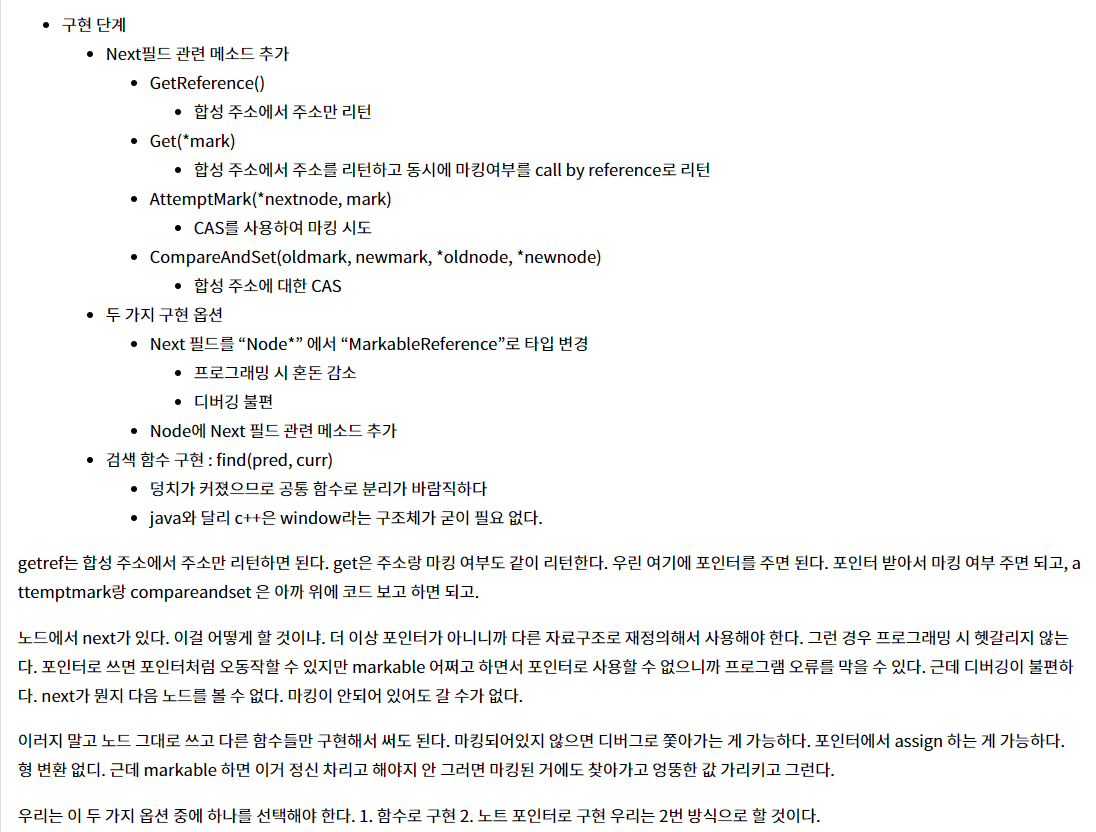 구현 단계
Next필드 관련 메소드 추가
GetReference()
합성 주소에서 주소만 리턴
Get(*mark)
합성 주소에서 주소를 리턴하고 동시에 마킹여부를 call by reference로 리턴
AttemptMark(*nextnode, mark)
CAS를 사용하여 마킹 시도
CompareAndSet(oldmark, newmark, *oldnode, *newnode)
합성 주소에 대한 CAS
두 가지 구현 옵션
Next 필드를 “Node*” 에서 “MarkableReference”로 타입 변경
프로그래밍 시 혼돈 감소
디버깅 불편
Node에 Next 필드 관련 메소드 추가
검색 함수 구현 : find(pred, curr)
덩치가 커졌으므로 공통 함수로 분리가 바람직하다
java와 달리 c++은 window라는 구조체가 굳이 필요 없다.
getref는 합성 주소에서 주소만 리턴하면 된다. get은 주소랑 마킹 여부도 같이 리턴한다. 우린 여기에 포인터를 주면 된다. 포인터 받아서 마킹 여부 주면 되고, a
ttemptmark랑 compareandset 은 아까 위에 코드 보고 하면 되고.
노드에서 next가 있다. 이걸 어떻게 할 것이냐. 더 이상 포인터가 아니니까 다른 자료구조로 재정의해서 사용해야 한다. 그런 경우 프로그래밍 시 헷갈리지 않는
다. 포인터로 쓰면 포인터처럼 오동작할 수 있지만 markable 어쩌고 하면서 포인터로 사용할 수 없으니까 프로그램 오류를 막을 수 있다. 근데 디버깅이 불편하
다. next가 뭔지 다음 노드를 볼 수 없다. 마킹이 안되어 있어도 갈 수가 없다.
이러지 말고 노드 그대로 쓰고 다른 함수들만 구현해서 써도 된다. 마킹되어있지 않으면 디버그로 쫓아가는 게 가능하다. 포인터에서 assign 하는 게 가능하다.
형 변환 없디. 근데 markable 하면 이거 정신 차리고 해야지 안 그러면 마킹된 거에도 찾아가고 엉뚱한 값 가리키고 그런다.
우리는 이 두 가지 옵션 중에 하나를 선택해야 한다. 1. 함수로 구현 2. 노트 포인터로 구현 우리는 2번 방식으로 할 것이다.